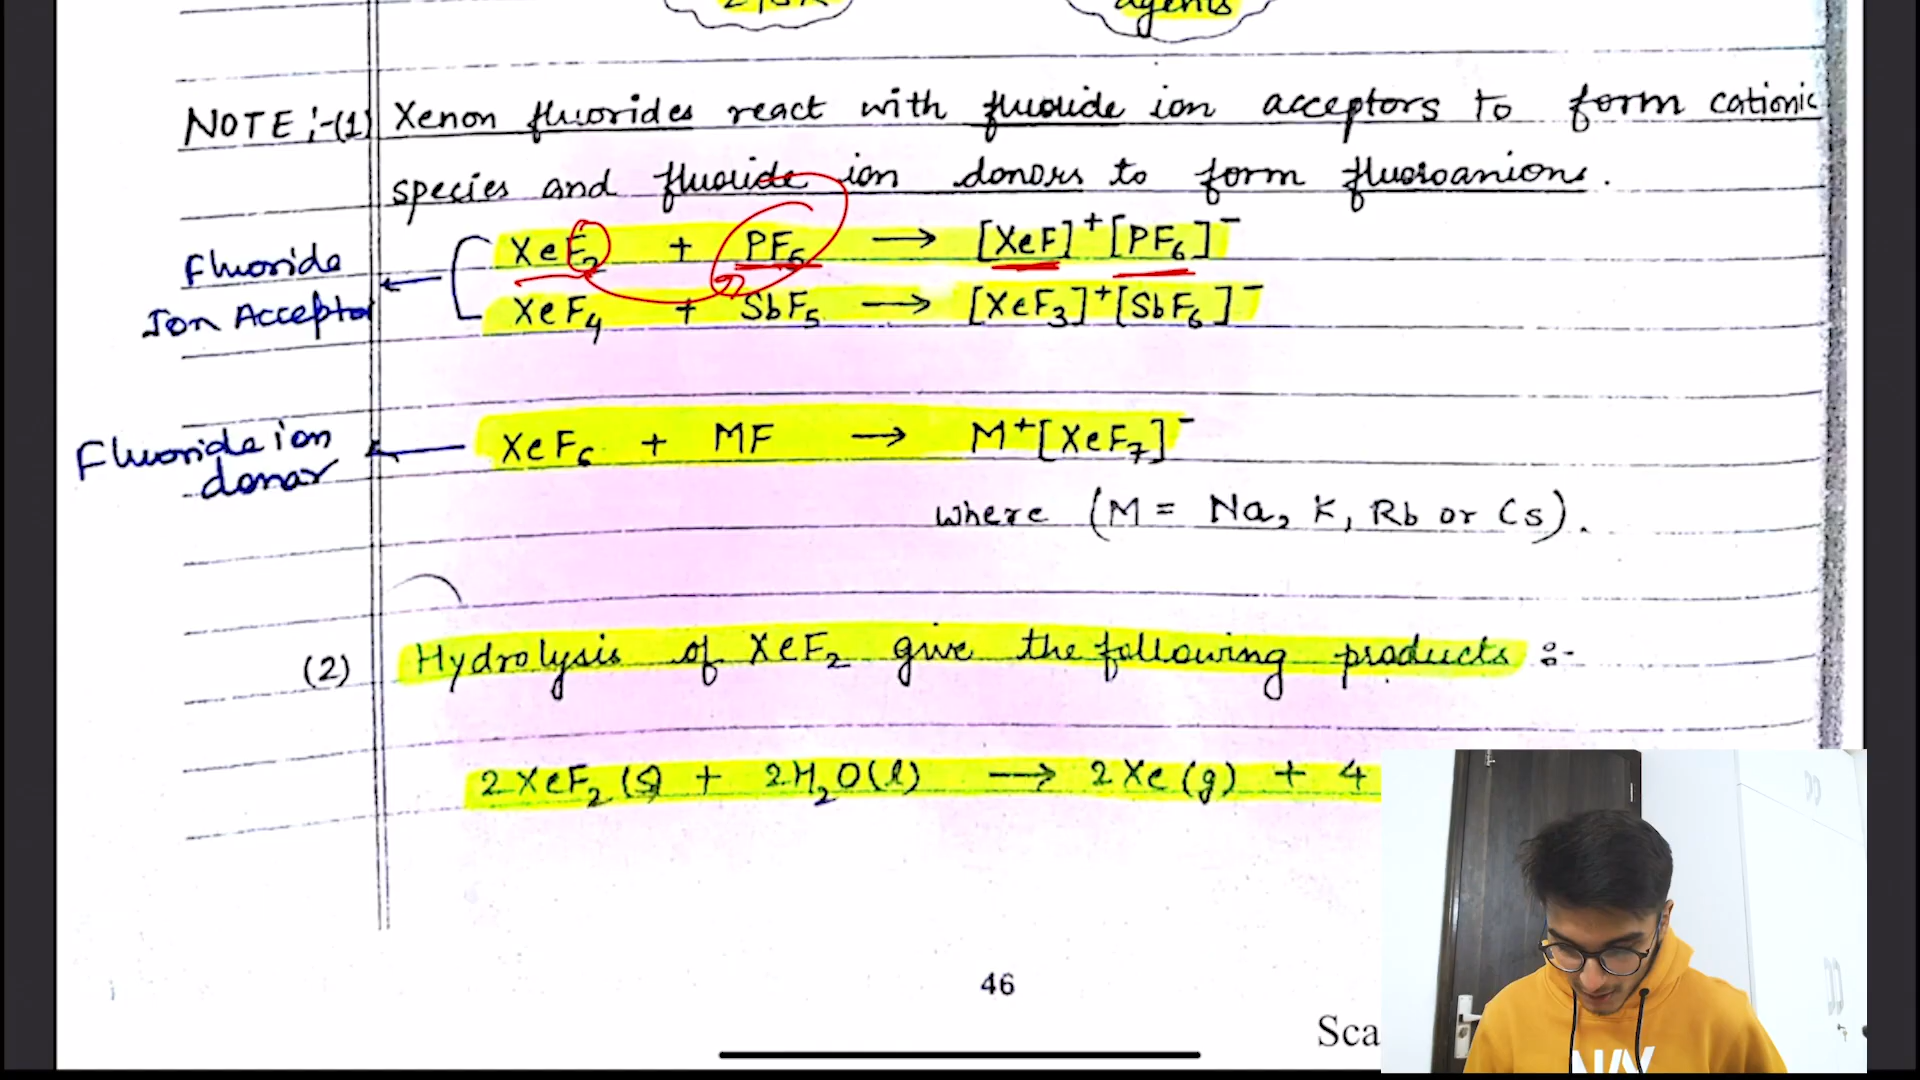 agents
NOTE :-(1) Xenon fluorides react with fluoride ion acceptors to form cationic
species and fluoride ion donors to form fluoroanions.
Fluoride
Ion Acceptor
XeF₂ + PF₅ → [XeF]⁺[PF₆]⁻
XeF₄ + SbF₅ → [XeF₃]⁺[SbF₆]⁻
Fluoride ion
donar
XeF₆ + MF → M⁺[XeF₇]⁻
where (M = Na, K, Rb or Cs).
(2) Hydrolysis of XeF₂ give the following products :-
2XeF₂(s) + 2H₂O(l) → 2Xe(g) + 4
46
Sca